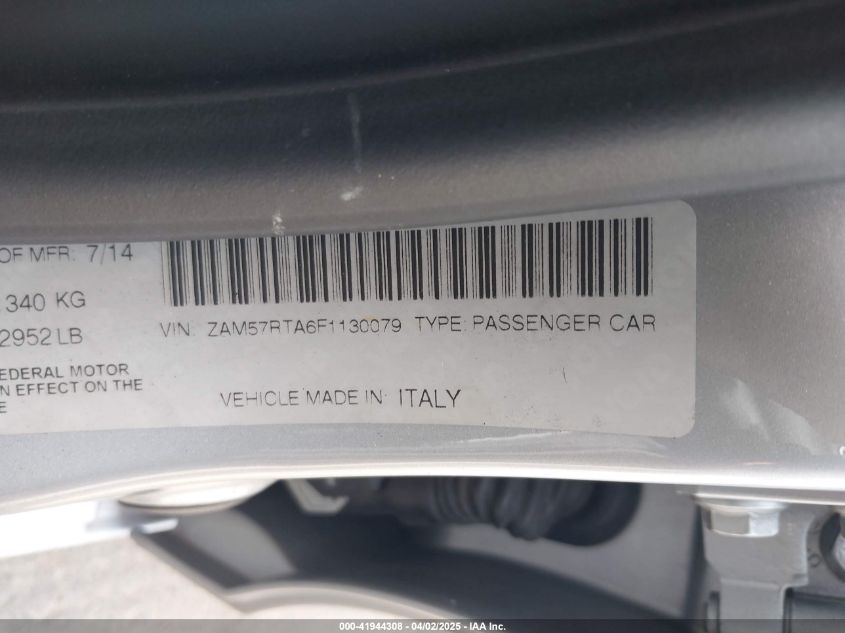 OF MFR: 7/14
340 KG
2952 LB
VIN: ZAM57RTA6F1130079 TYPE: PASSENGER CAR
EDERAL MOTOR
N EFFECT ON THE
E
VEHICLE MADE IN: ITALY
000-41944308 - 04/02/2025 - IAA Inc.